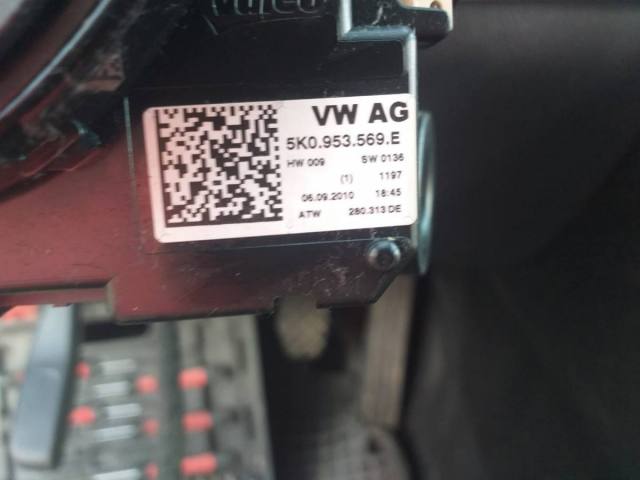 Valeo
VW AG
5K0.953.569.E
HW 009 SW 0136
(1) 1197
06.09.2010 18:45
ATW 280.313 DE